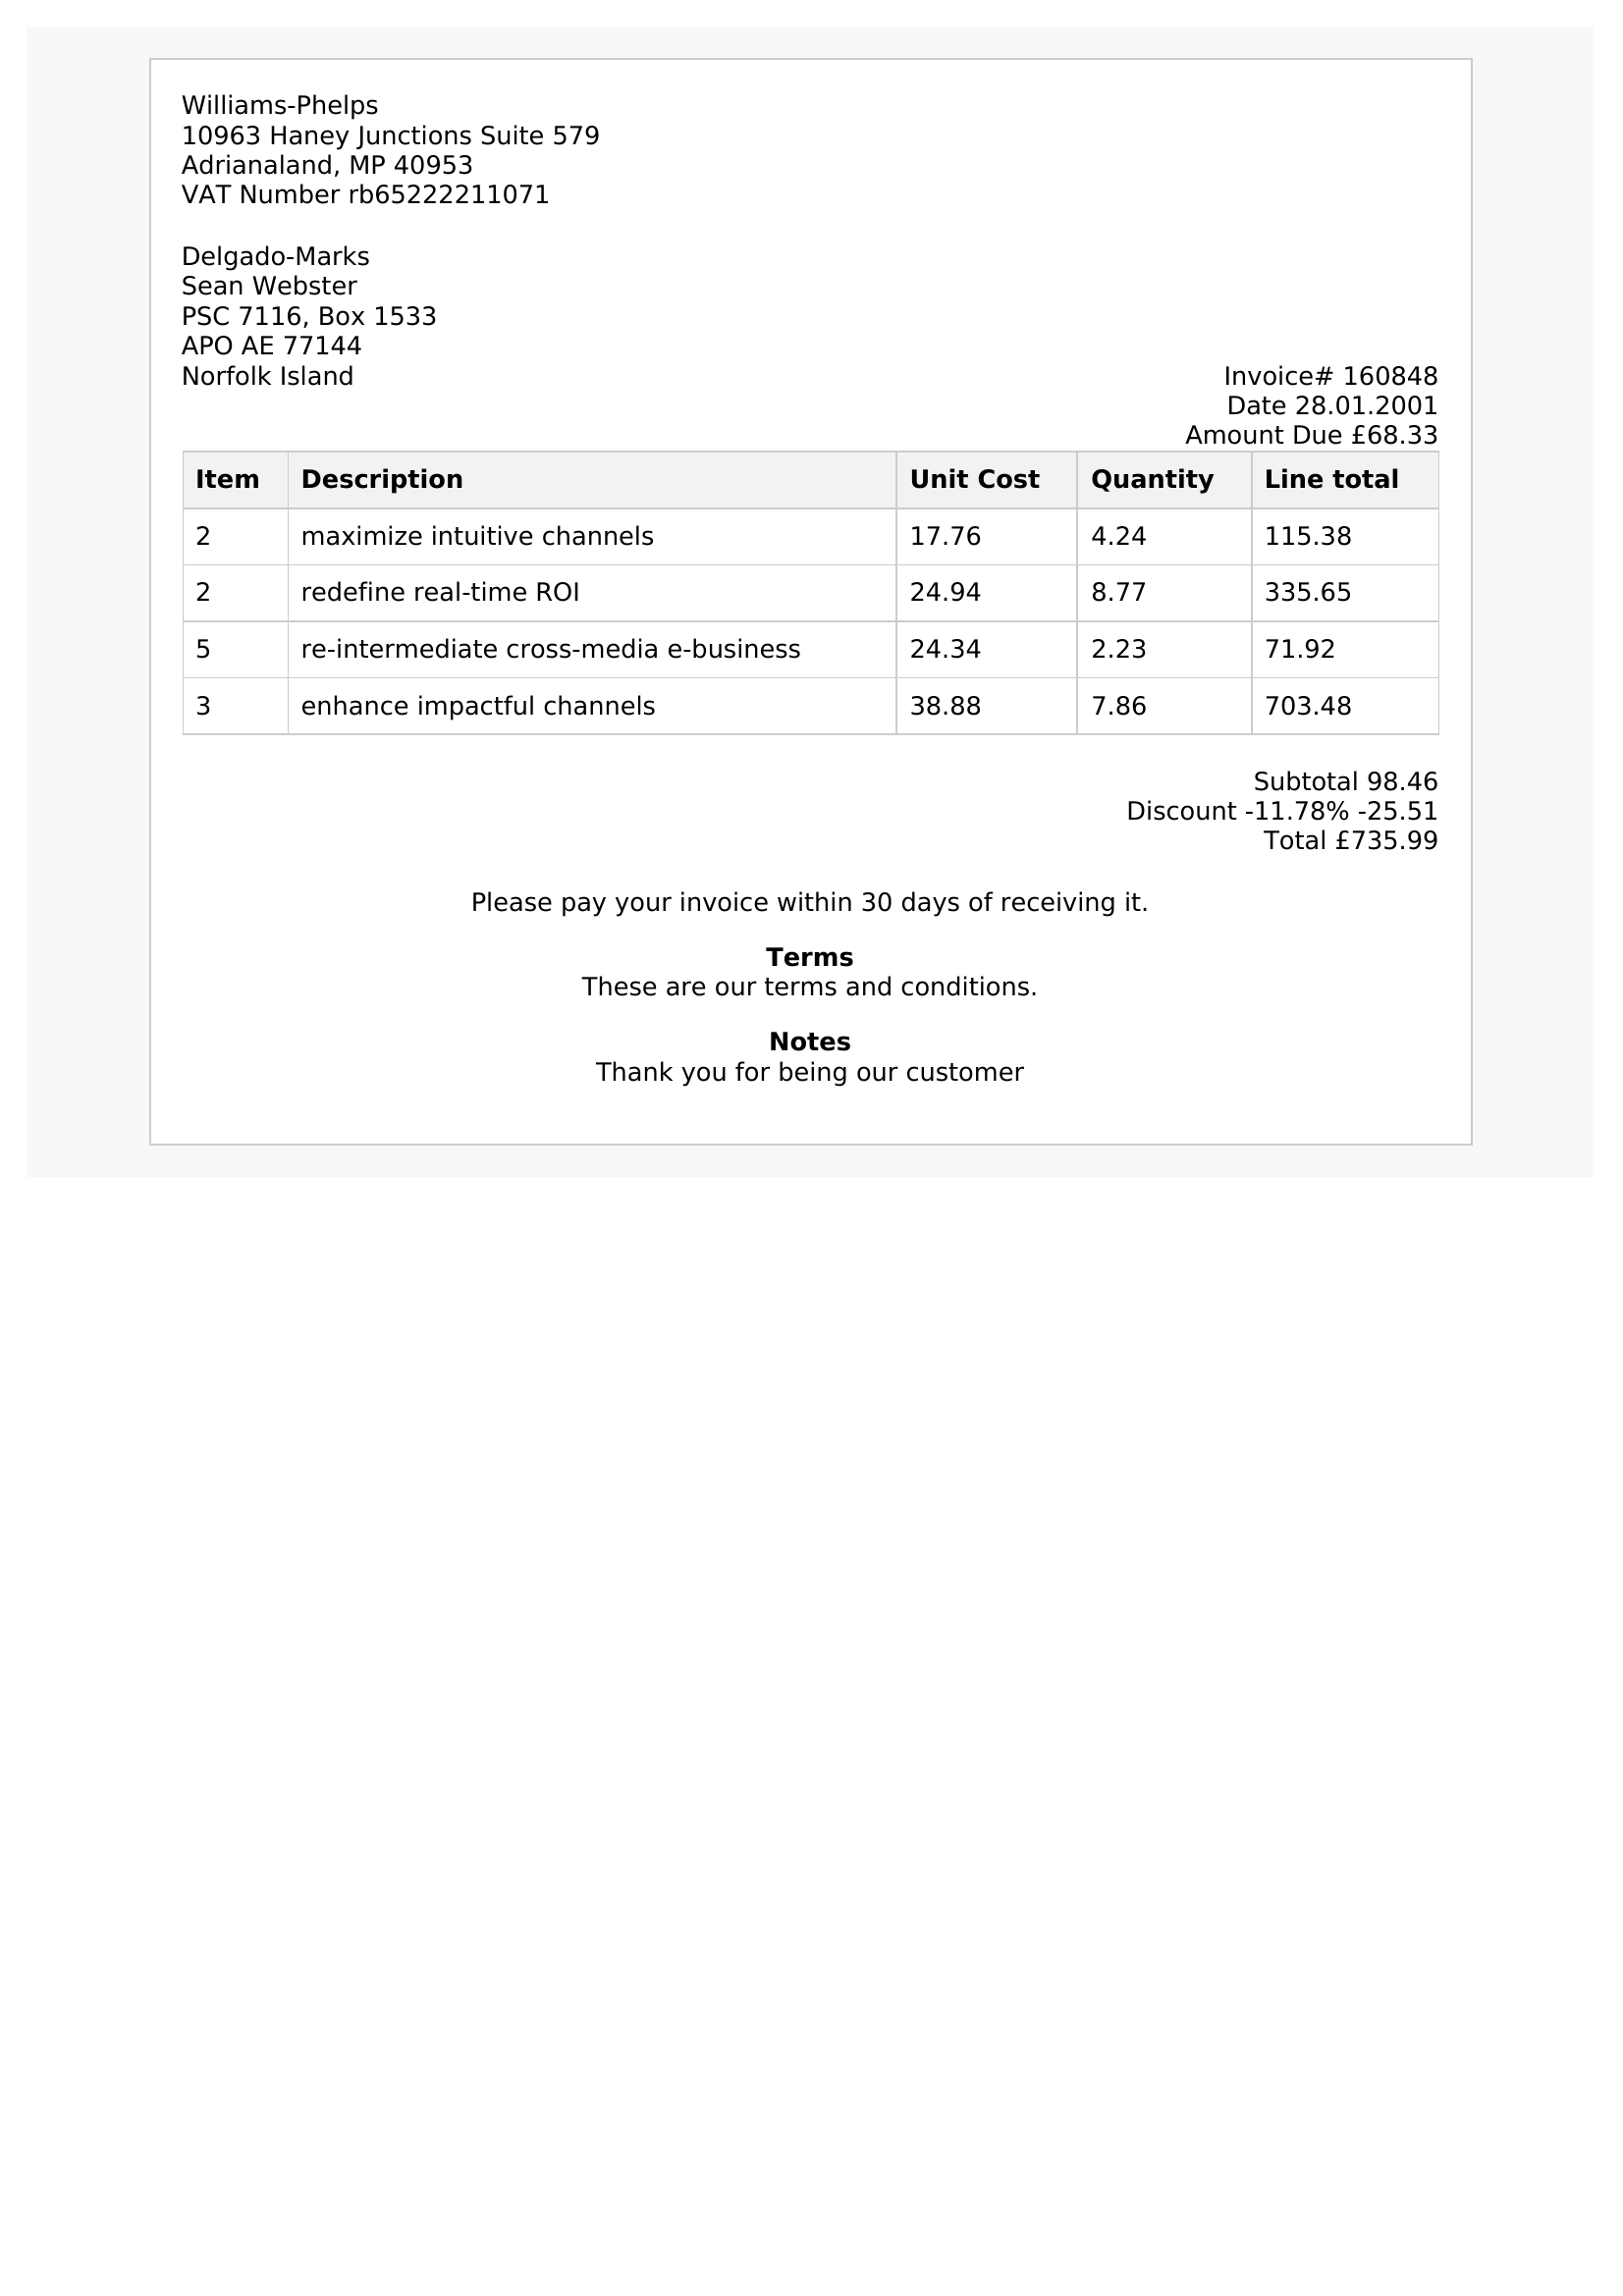 Williams-Phelps
10963 Haney Junctions Suite 579
Adrianaland, MP 40953
VAT Number rb65222211071
Delgado-Marks
Sean Webster
PSC 7116, Box 1533
APO AE 77144
Norfolk Island
Invoice# 160848
Date 28.01.2001
Amount Due £68.33
Item Description Unit Cost Quantity Line total
2 maximize intuitive channels 17.76 4.24 115.38
2 redefine real-time ROI 24.94 8.77 335.65
5 re-intermediate cross-media e-business 24.34 2.23 71.92
3 enhance impactful channels 38.88 7.86 703.48
Subtotal 98.46
Discount -11.78% -25.51
Total £735.99
Please pay your invoice within 30 days of receiving it.
Terms
These are our terms and conditions.
Notes
Thank you for being our customer